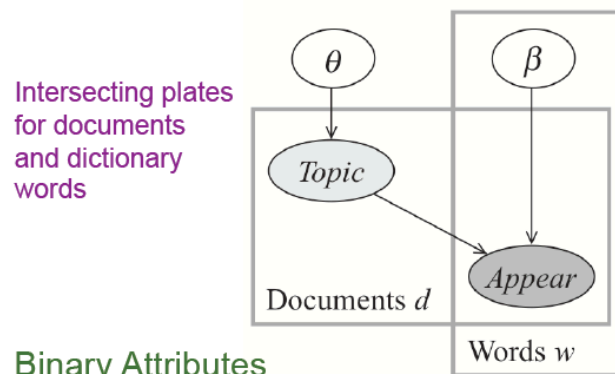 θ
β
Intersecting plates
for documents
and dictionary
words
Topic
Appear
Documents d
Words w
Binary Attributes